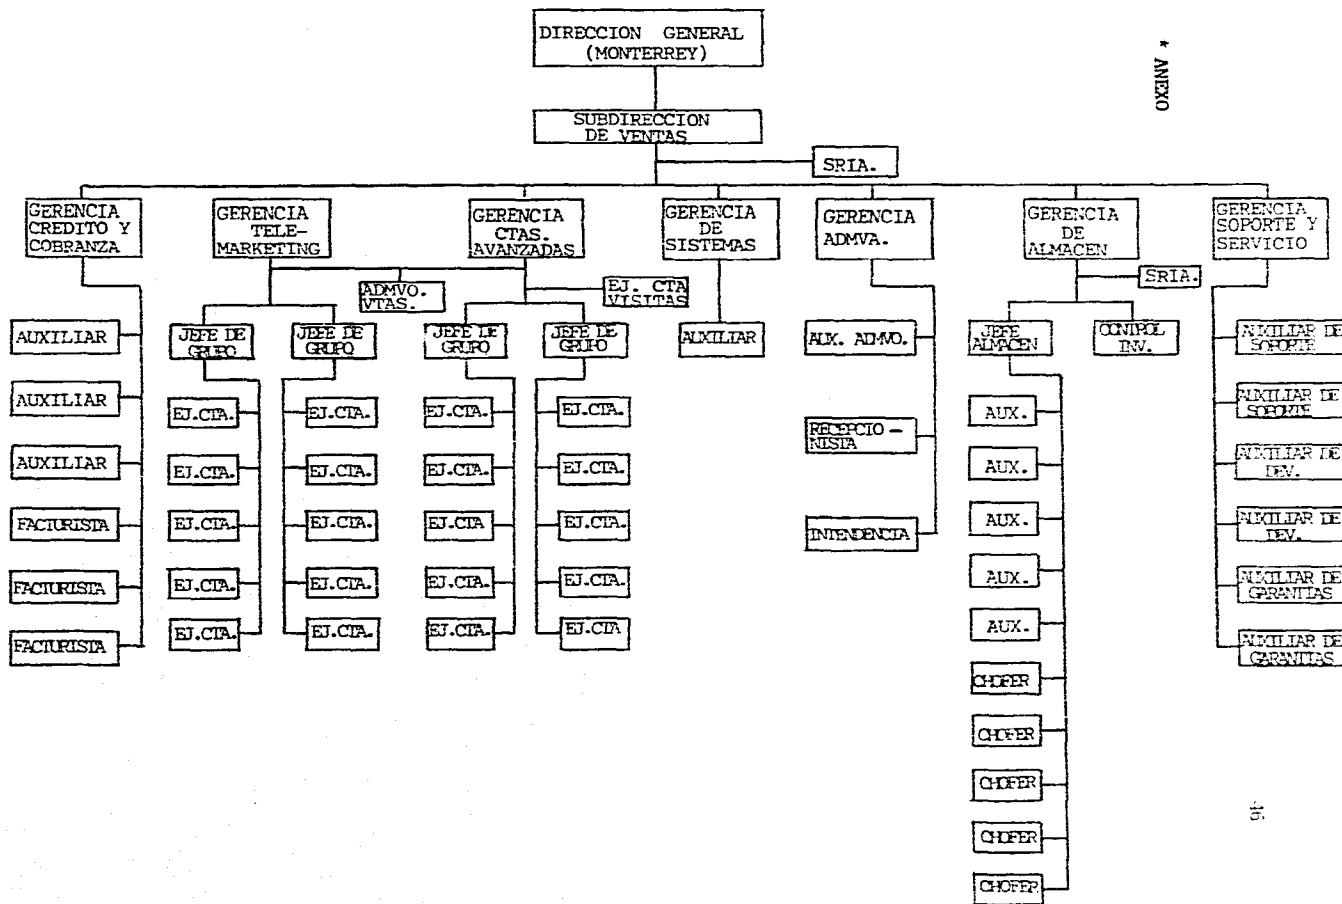 DIRECCION GENERAL
(MONTERREY)
* ANEXO
SUBDIRECCION
DE VENTAS
SRIA.
GERENCIA
CREDITO Y
COBRANZA
GERENCIA
TELE-
MARKETING
GERENCIA
CTAS.
AVANZADAS
GERENCIA
DE
SISTEMAS
GERENCIA
ADMVA.
GERENCIA
DE
ALMACEN
GERENCIA
SOPORTE Y
SERVICIO
ADMVO.
VTAS.
EJ. CTA
VISITAS
SRIA.
AUXILIAR
AUXILIAR
AUXILIAR
FACTURISTA
FACTURISTA
FACTURISTA
JEFE DE
GRUPO
EJ.CTA.
EJ.CTA.
EJ.CTA.
EJ.CTA.
EJ.CTA.
JEFE DE
GRUPO
EJ.CTA.
EJ.CTA.
EJ.CTA.
EJ.CTA.
EJ.CTA.
JEFE DE
GRUPO
EJ.CTA.
EJ.CTA.
EJ.CTA
EJ.CTA.
EJ.CTA.
JEFE DE
GRUPO
EJ.CTA.
EJ.CTA.
EJ.CTA.
EJ.CTA.
EJ.CTA
AUXILIAR
AUX. ADMVO.
RECEPCIO-
NISTA
INTENDENCIA
JEFE
ALMACEN
AUX.
AUX.
AUX.
AUX.
AUX.
CHOFER
CHOFER
CHOFER
CHOFER
CHOFER
CONTROL
INV.
AUXILIAR DE
SOPORTE
AUXILIAR DE
SOPORTE
AUXILIAR DE
DEV.
AUXILIAR DE
DEV.
AUXILIAR DE
GARANTIAS
AUXILIAR DE
GARANTIAS